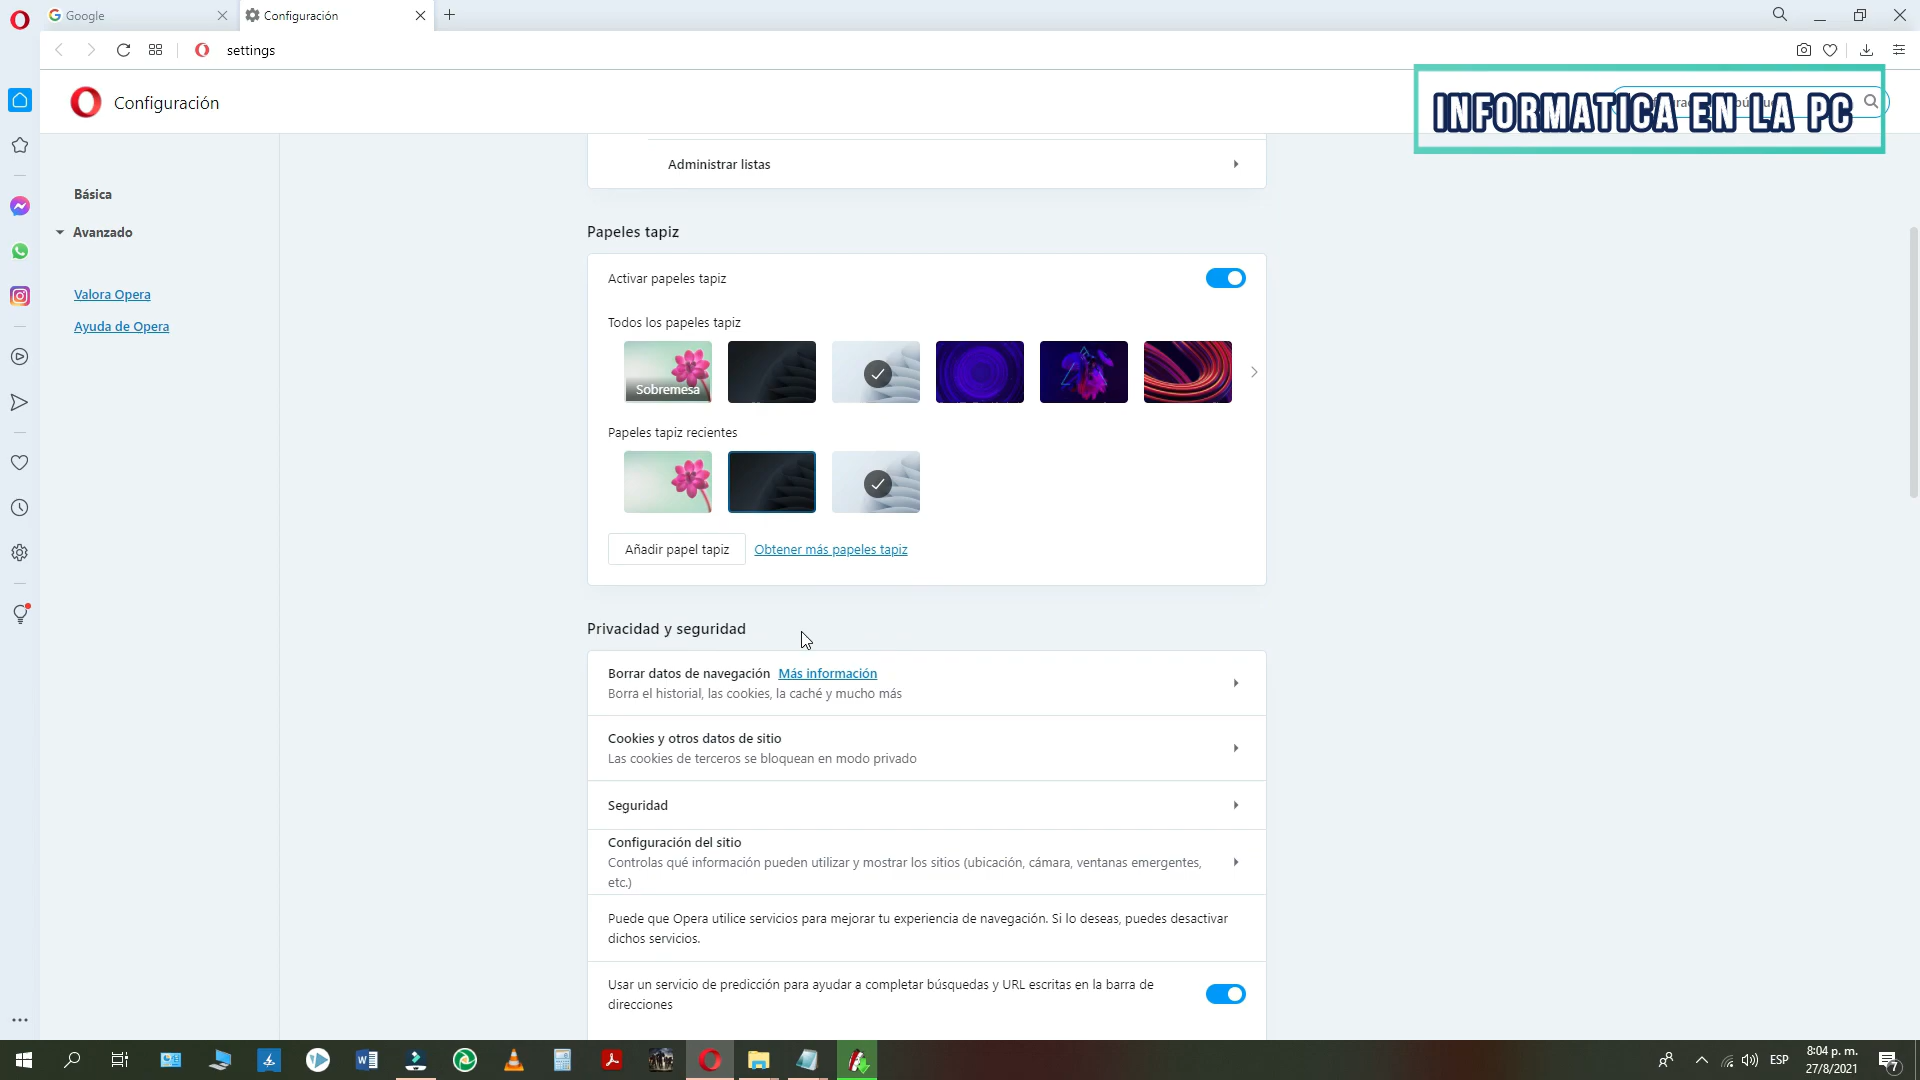 Google
Configuración
settings
Configuración
INFORMATICA EN LA PC
Básica
Avanzado
Valora Opera
Ayuda de Opera
Administrar listas
Papeles tapiz
Activar papeles tapiz
Todos los papeles tapiz
Sobremesa
Papeles tapiz recientes
Añadir papel tapiz
Obtener más papeles tapiz
Privacidad y seguridad
Borrar datos de navegación Más información
Borra el historial, las cookies, la caché y mucho más
Cookies y otros datos de sitio
Las cookies de terceros se bloquean en modo privado
Seguridad
Configuración del sitio
Controlas qué información pueden utilizar y mostrar los sitios (ubicación, cámara, ventanas emergentes,
etc.)
Puede que Opera utilice servicios para mejorar tu experiencia de navegación. Si lo deseas, puedes desactivar
dichos servicios.
Usar un servicio de predicción para ayudar a completar búsquedas y URL escritas en la barra de
direcciones
ESP
8:04 p. m.
27/8/2021
7